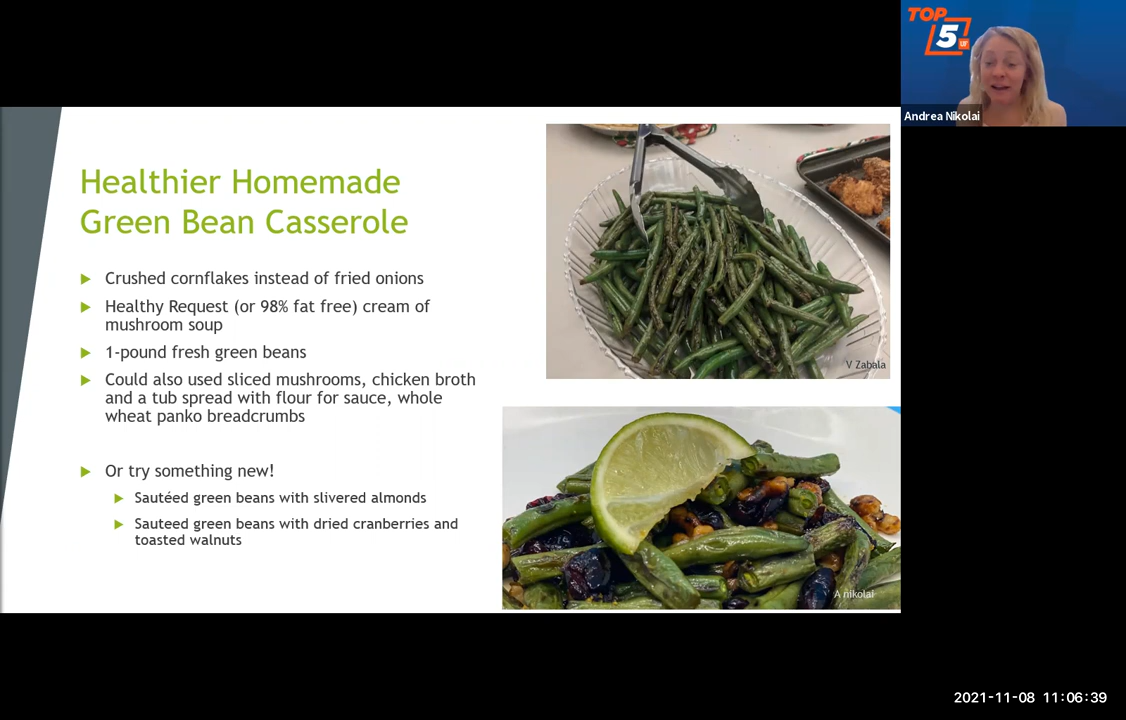 TOP
5
UF
Andrea Nikolai
Healthier Homemade
Green Bean Casserole
Crushed cornflakes instead of fried onions
Healthy Request (or 98% fat free) cream of
mushroom soup
1-pound fresh green beans
Could also used sliced mushrooms, chicken broth
and a tub spread with flour for sauce, whole
wheat panko breadcrumbs
Or try something new!
Sautéed green beans with slivered almonds
Sauteed green beans with dried cranberries and
toasted walnuts
V Zabala
A nikolai
2021-11-08 11:06:39